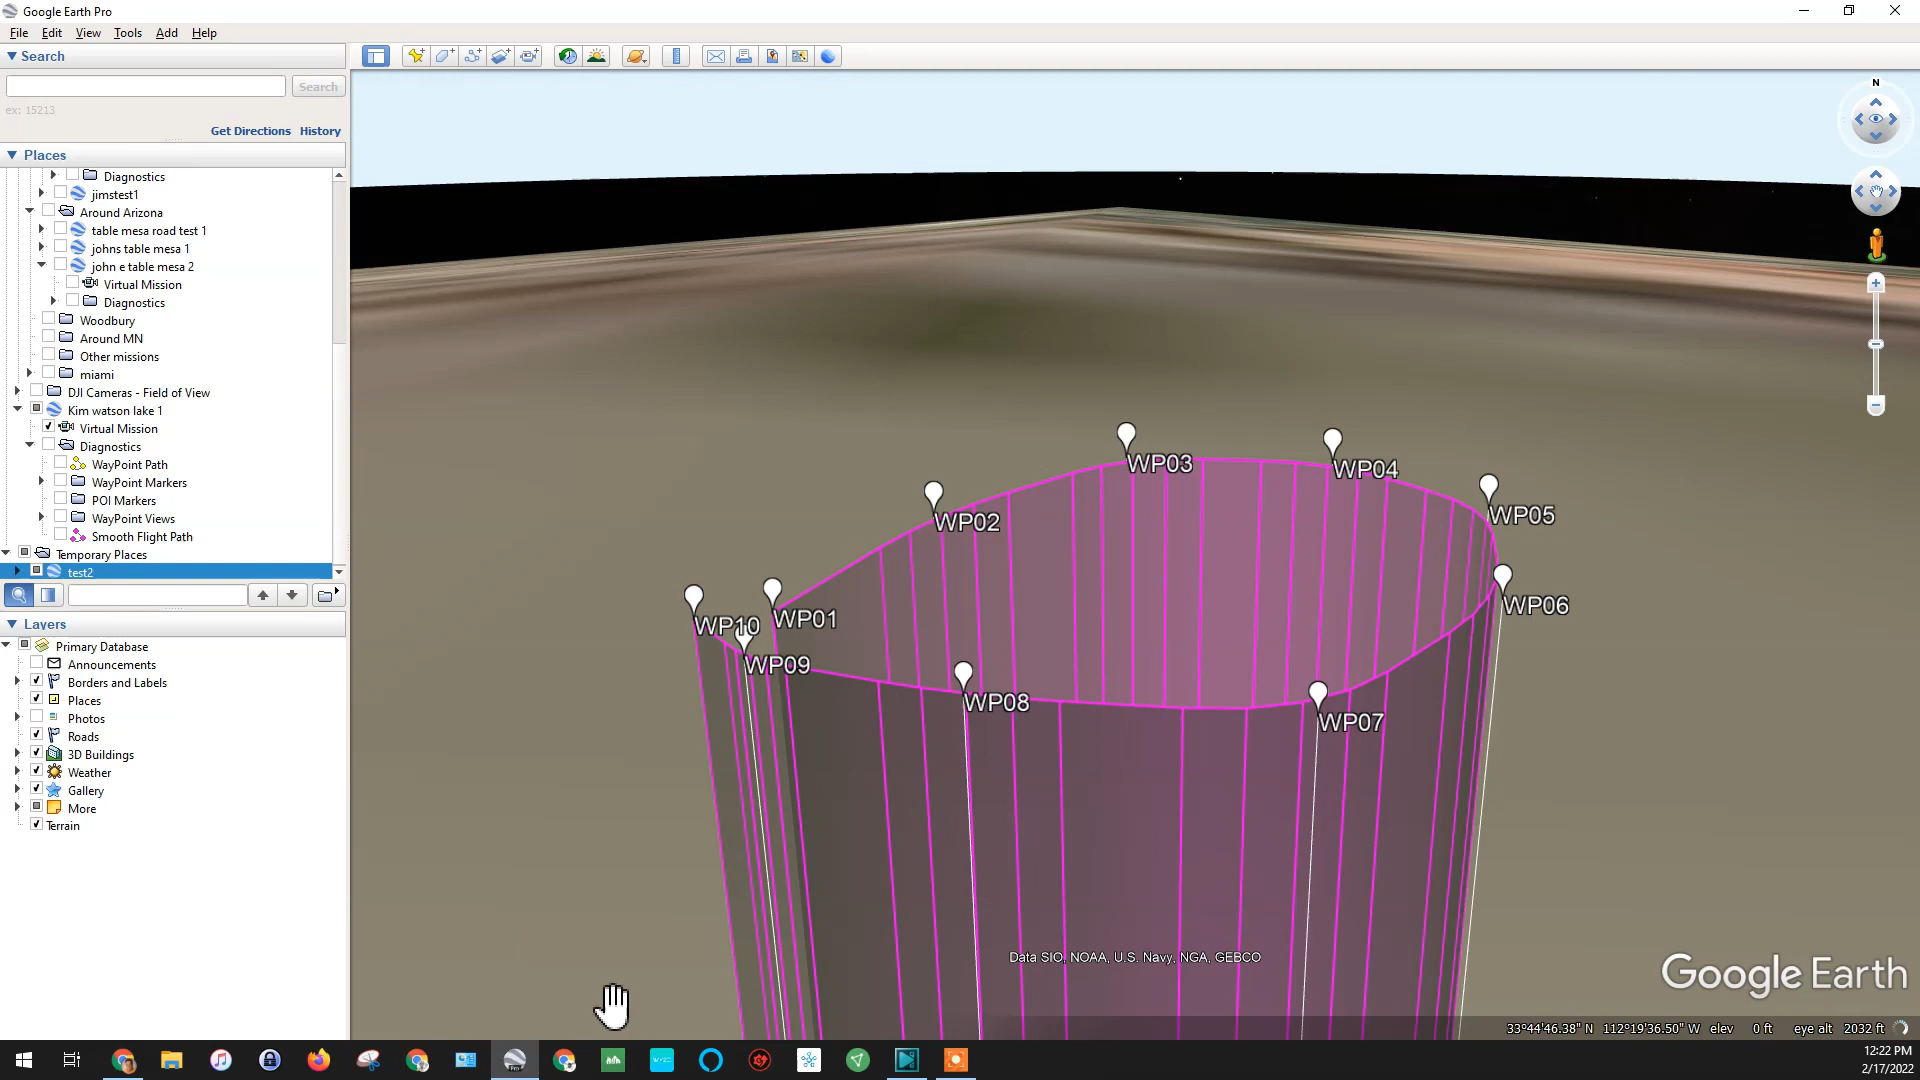 Google Earth Pro
File Edit View Tools Add Help
Search
Search
ex: 15213
Get Directions History
Places
Diagnostics
jimstest1
Around Arizona
table mesa road test 1
johns table mesa 1
john e table mesa 2
Virtual Mission
Diagnostics
Woodbury
Around MN
Other missions
miami
DJI Cameras - Field of View
Kim watson lake 1
Virtual Mission
Diagnostics
WayPoint Path
WayPoint Markers
POI Markers
WayPoint Views
Smooth Flight Path
Temporary Places
test2
Layers
Primary Database
Announcements
Borders and Labels
Places
Photos
Roads
3D Buildings
Weather
Gallery
More
Terrain
N
WP03
WP04
WP05
WP02
WP06
WP01
WP10
WP09
WP08
WP07
Data SIO, NOAA, U.S. Navy, NGA, GEBCO
Google Earth
33°44'46.38" N 112°19'36.50" W elev 0 ft eye alt 2032 ft
12:22 PM
2/17/2022